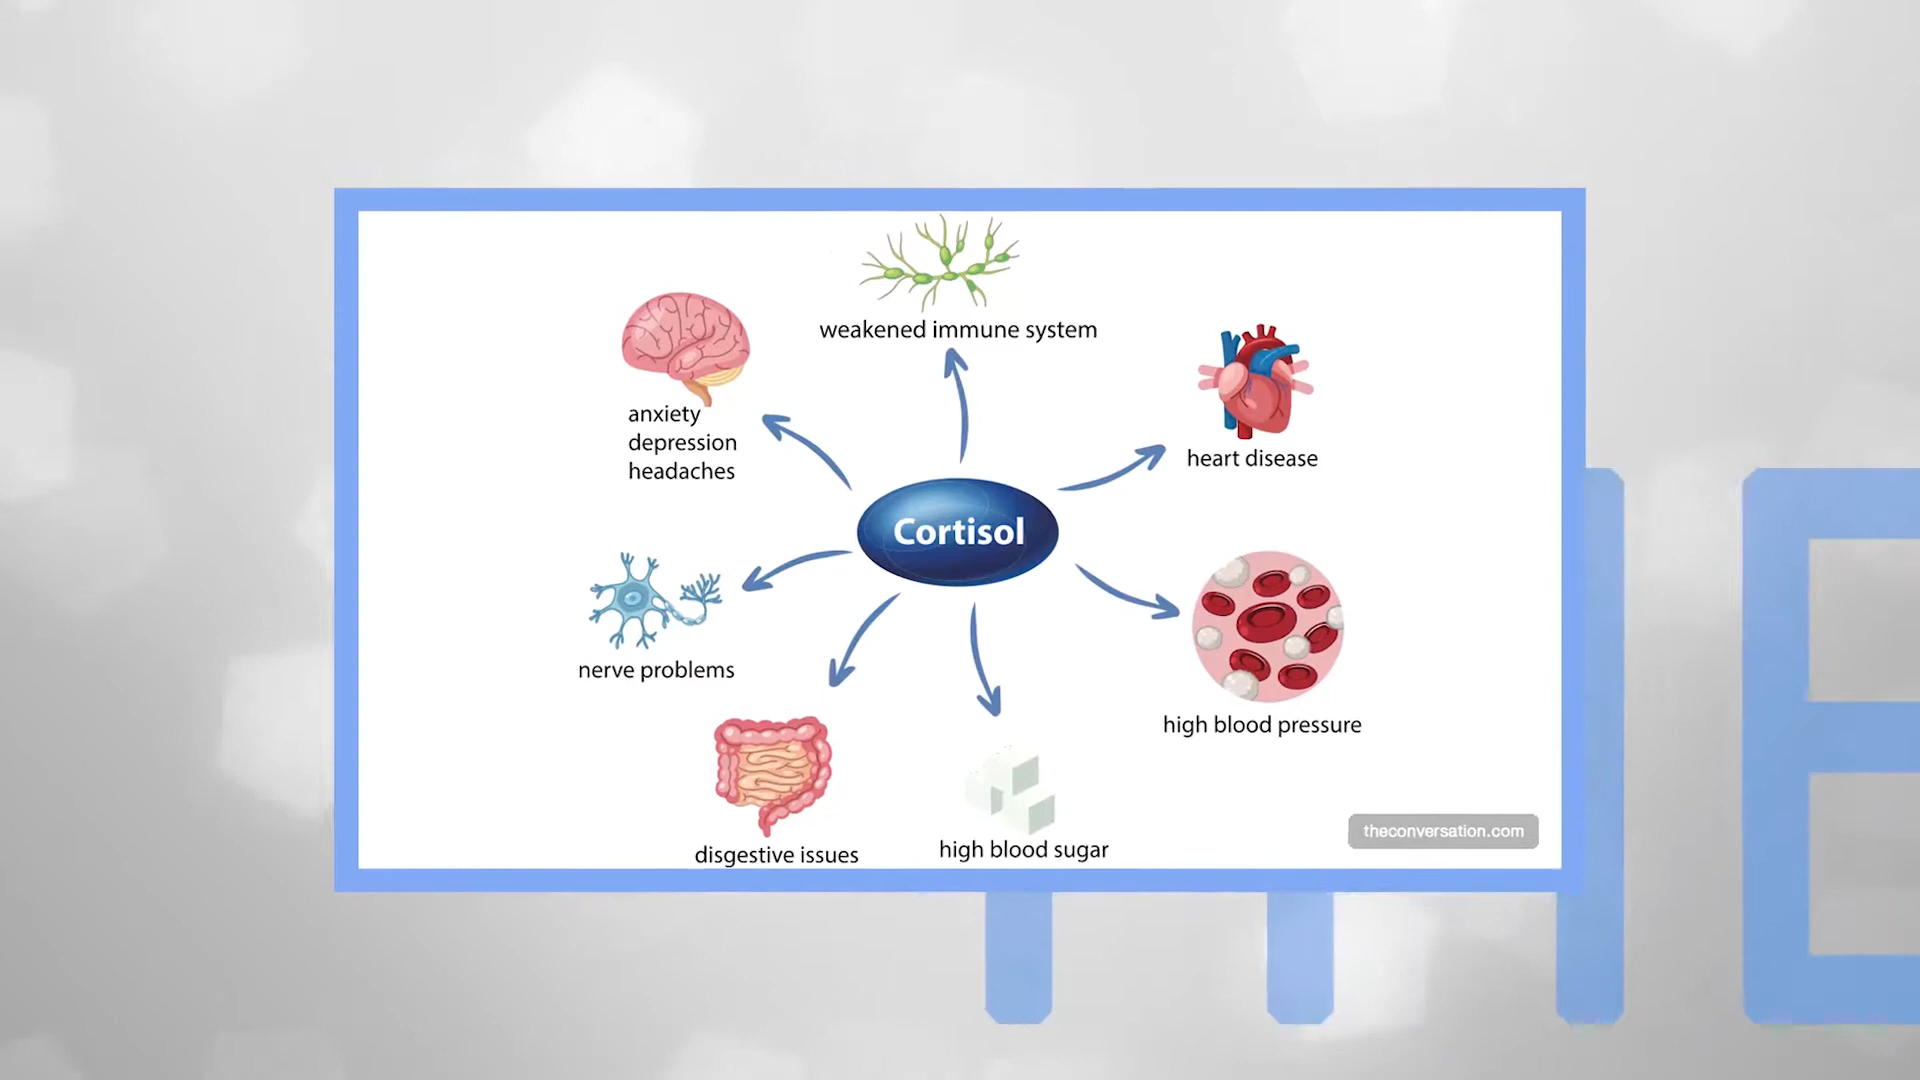 weakened immune system
anxiety
depression
headaches
heart disease
Cortisol
nerve problems
high blood pressure
disgestive issues
high blood sugar
theconversation.com